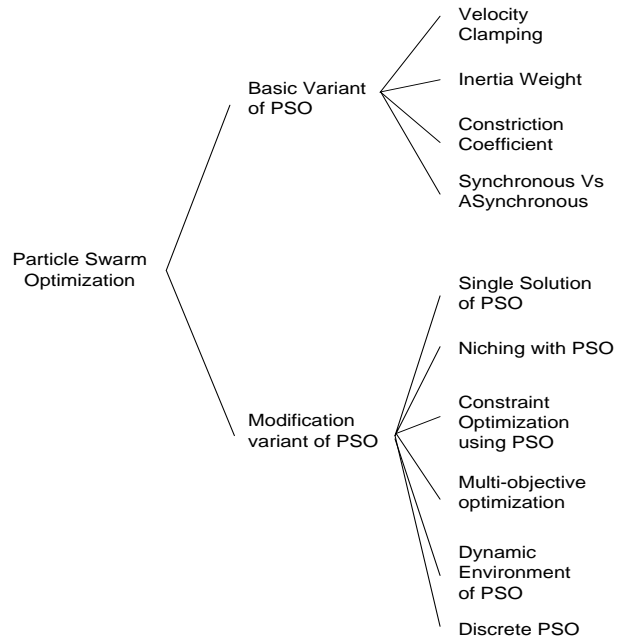 Particle Swarm
Optimization
Basic Variant
of PSO
Velocity
Clamping
Inertia Weight
Constriction
Coefficient
Synchronous Vs
ASynchronous
Modification
variant of PSO
Single Solution
of PSO
Niching with PSO
Constraint
Optimization
using PSO
Multi-objective
optimization
Dynamic
Environment
of PSO
Discrete PSO